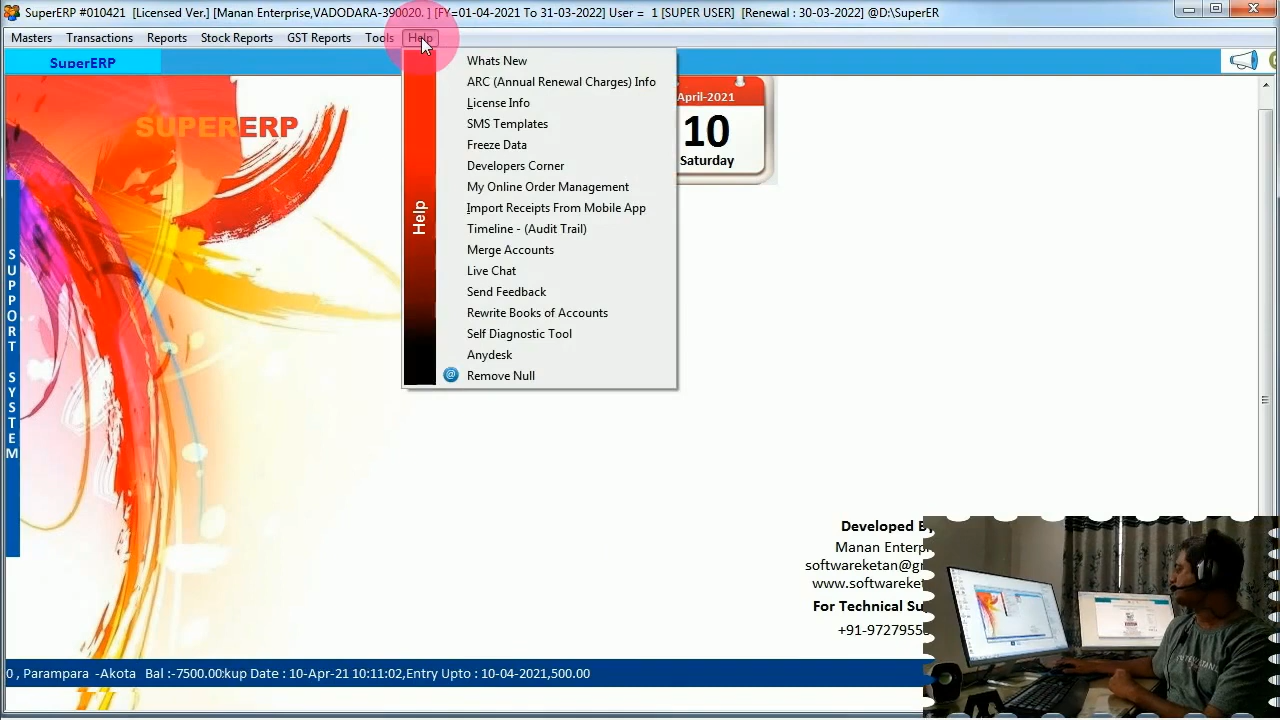 SuperERP #010421 [Licensed Ver.] [Manan Enterprise,VADODARA-390020. ] [FY=01-04-2021 To 31-03-2022] User = 1 [SUPER USER] [Renewal : 30-03-2022] @D:\SupeER
Masters Transactions Reports Stock Reports GST Reports Tools Help
SuperERP
SUPERERP
SUPPORT SYSTEM
Help
Whats New
ARC (Annual Renewal Charges) Info
License Info
SMS Templates
Freeze Data
Developers Corner
My Online Order Management
Import Receipts From Mobile App
Timeline - (Audit Trail)
Merge Accounts
Live Chat
Send Feedback
Rewrite Books of Accounts
Self Diagnostic Tool
Anydesk
Remove Null
April-2021
10
Saturday
Developed B
Manan Enterpr
softwareketan@g
www.softwareket
For Technical Su
+91-9727955
0 , Parampara -Akota Bal :-7500.00:kup Date : 10-Apr-21 10:11:02,Entry Upto : 10-04-2021,500.00